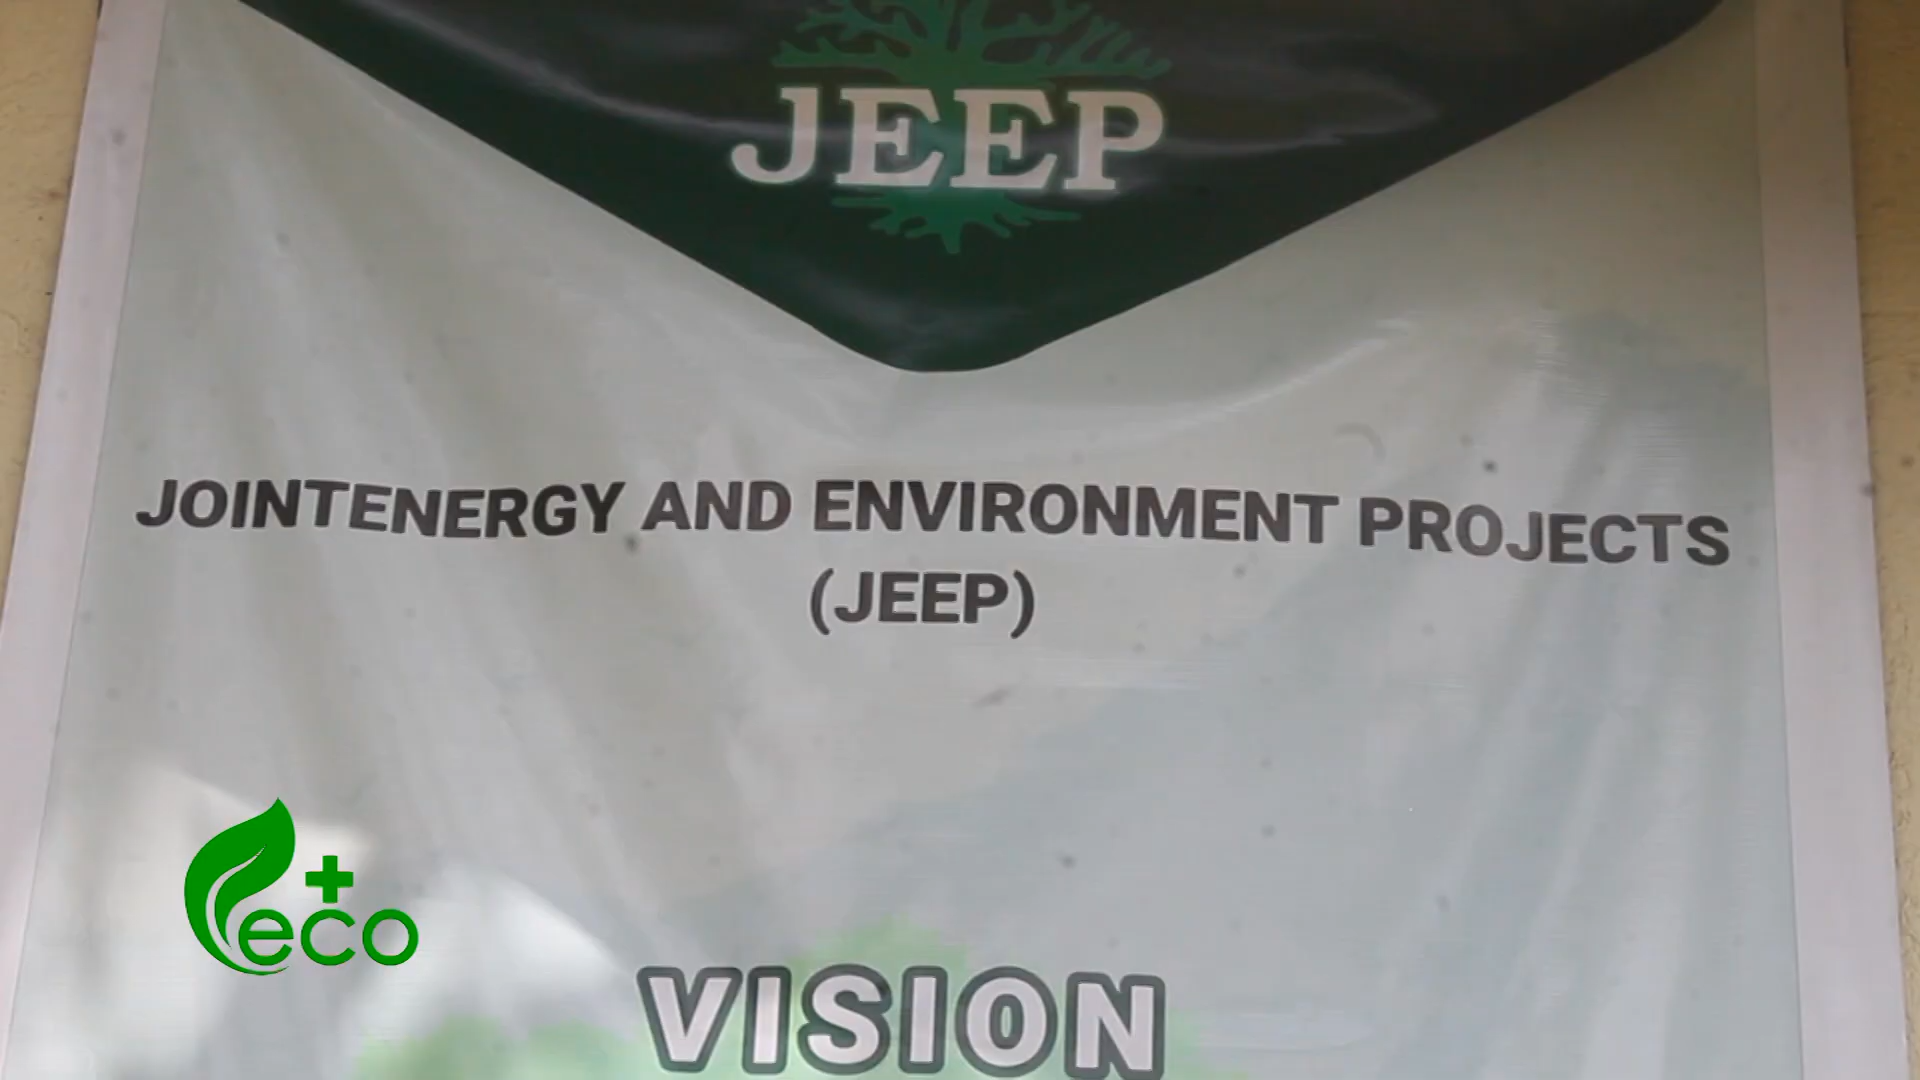 JEEP
JOINTENERGY AND ENVIRONMENT PROJECTS
(JEEP)
eco
VISION